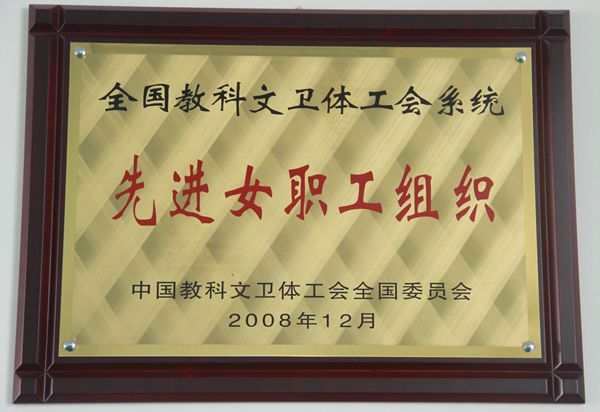 全国教科文卫体工会系统
先进女职工组织
中国教科文卫体工会全国委员会
2008年12月